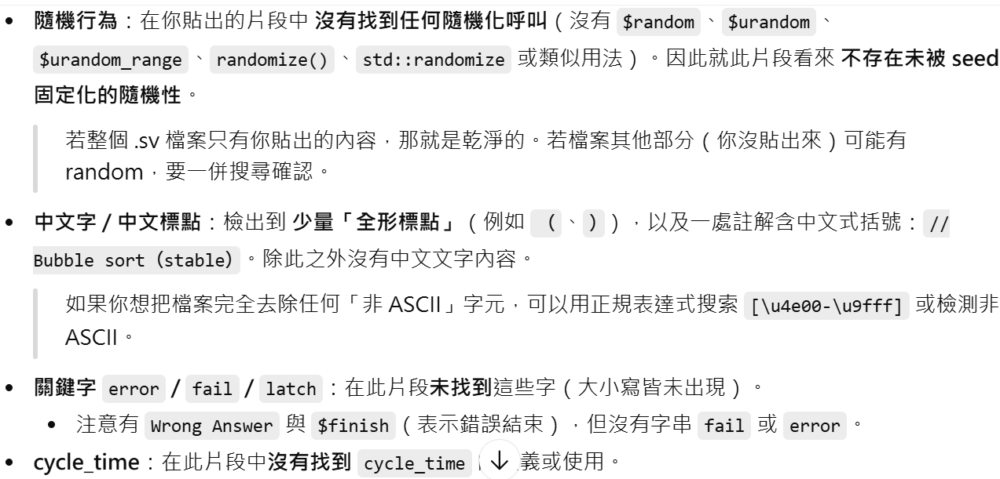 • 隨機行為：在你貼出的片段中 沒有找到任何隨機化呼叫（沒有 $random、$urandom、
$urandom_range、randomize()、std::randomize 或類似用法）。因此就此片段看來 不存在未被 seed
固定化的隨機性。
若整個 .sv 檔案只有你貼出的內容，那就是乾淨的。若檔案其他部分（你沒貼出來）可能有
random，要一併搜尋確認。
• 中文字 / 中文標點：檢出到 少量「全形標點」（例如 （、）），以及一處註解含中文式括號：//
Bubble sort（stable）。除此之外沒有中文文字內容。
如果你想把檔案完全去除任何「非 ASCII」字元，可以用正規表達式搜索 [\u4e00-\u9fff] 或檢測非
ASCII。
• 關鍵字 error / fail / latch：在此片段未找到這些字（大小寫皆未出現）。
• 注意有 Wrong Answer 與 $finish（表示錯誤結束），但沒有字串 fail 或 error。
• cycle_time：在此片段中沒有找到 cycle_time 義或使用。